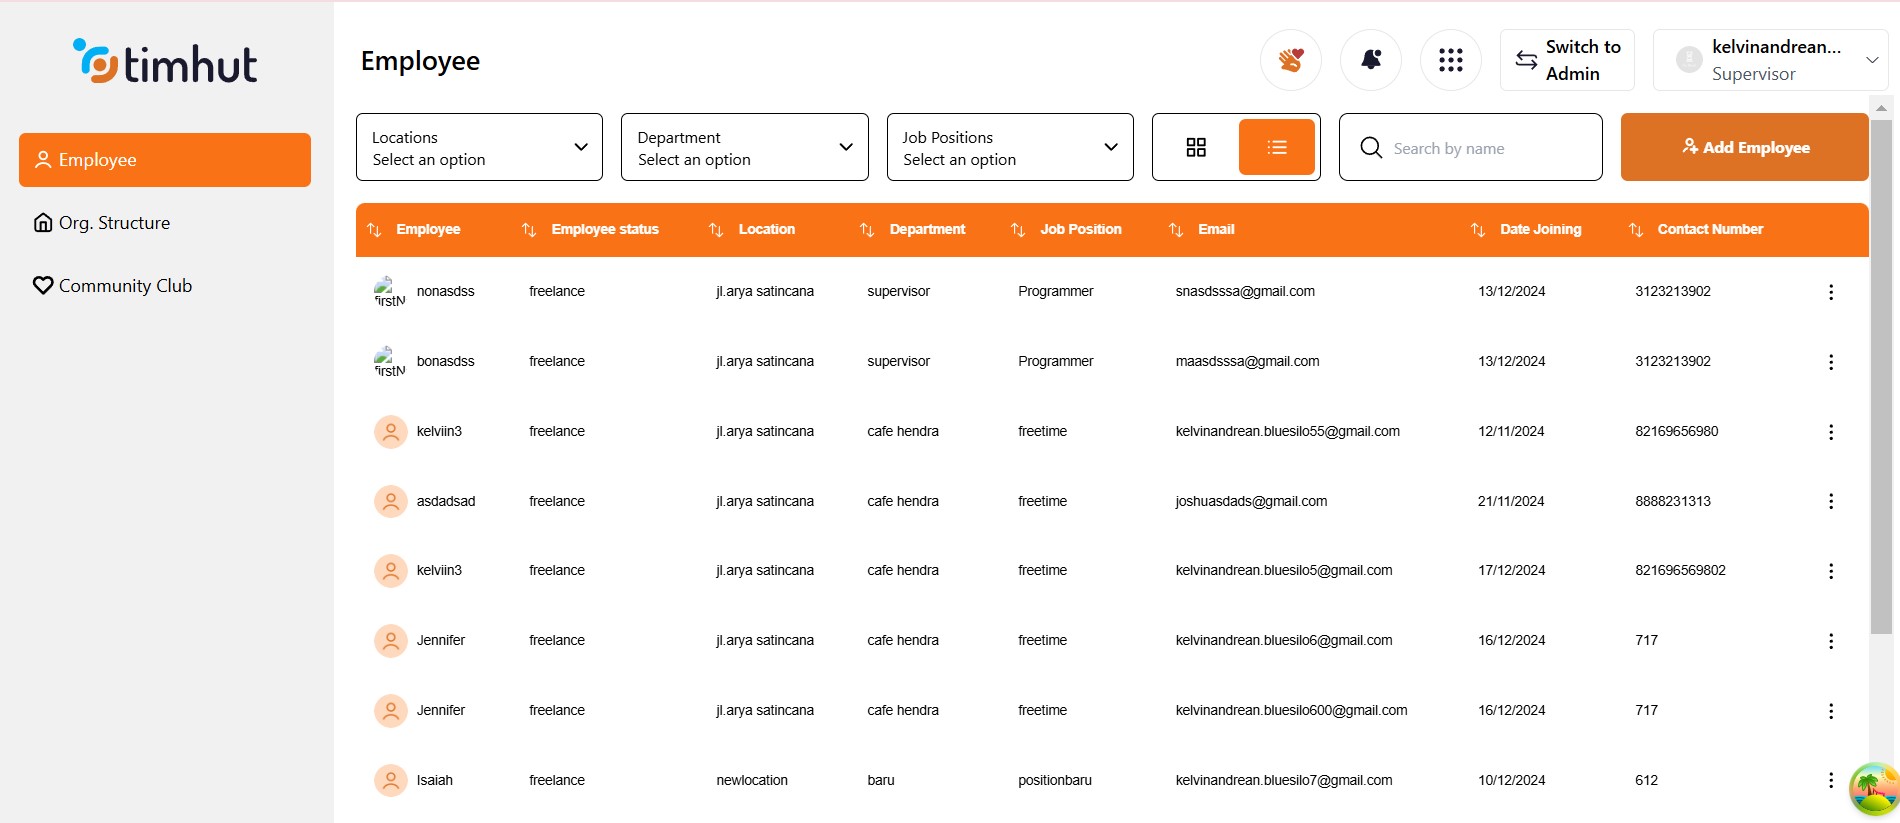 timhut
Employee
Org. Structure
Community Club
Employee
Switch to
Admin
kelvinandrean...
Supervisor
Locations
Select an option
Department
Select an option
Job Positions
Select an option
Search by name
Add Employee
Employee Employee status Location Department Job Position Email Date Joining Contact Number
firstN nonasdss freelance jl.arya satincana supervisor Programmer snasdsssa@gmail.com 13/12/2024 3123213902
firstN bonasdss freelance jl.arya satincana supervisor Programmer maasdsssa@gmail.com 13/12/2024 3123213902
kelviin3 freelance jl.arya satincana cafe hendra freetime kelvinandrean.bluesilo55@gmail.com 12/11/2024 82169656980
asdadsad freelance jl.arya satincana cafe hendra freetime joshuasdads@gmail.com 21/11/2024 8888231313
kelviin3 freelance jl.arya satincana cafe hendra freetime kelvinandrean.bluesilo5@gmail.com 17/12/2024 821696569802
Jennifer freelance jl.arya satincana cafe hendra freetime kelvinandrean.bluesilo6@gmail.com 16/12/2024 717
Jennifer freelance jl.arya satincana cafe hendra freetime kelvinandrean.bluesilo600@gmail.com 16/12/2024 717
Isaiah freelance newlocation baru positionbaru kelvinandrean.bluesilo7@gmail.com 10/12/2024 612